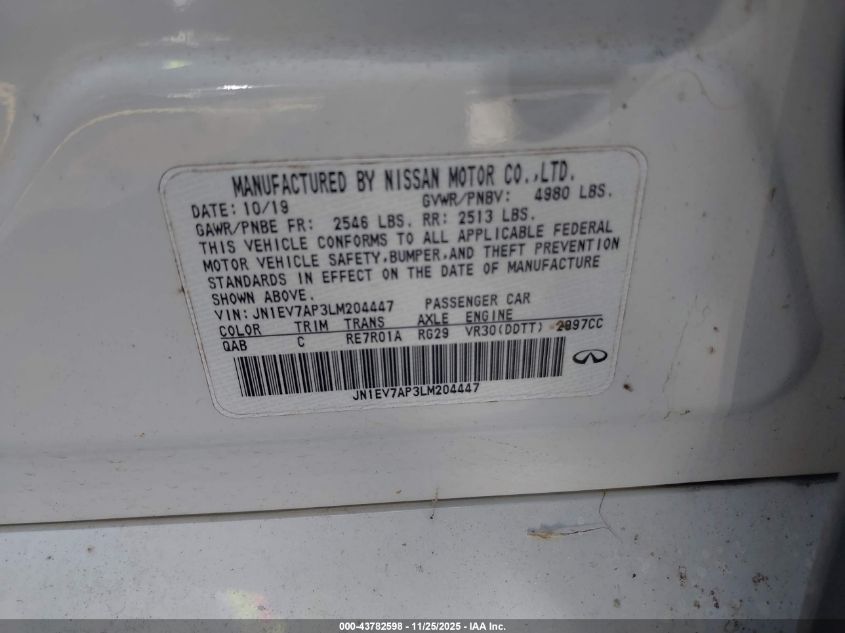 MANUFACTURED BY NISSAN MOTOR CO.,LTD.
DATE: 10/19 GVWR/PNBV: 4980 LBS.
GAWR/PNBE FR: 2546 LBS. RR: 2513 LBS.
THIS VEHICLE CONFORMS TO ALL APPLICABLE FEDERAL
MOTOR VEHICLE SAFETY,BUMPER,AND THEFT PREVENTION
STANDARDS IN EFFECT ON THE DATE OF MANUFACTURE
SHOWN ABOVE.
VIN: JN1EV7AP3LM204447 PASSENGER CAR
COLOR TRIM TRANS AXLE ENGINE
QAB C RE7R01A RG29 VR30(DDTT) 2997CC
JN1EV7AP3LM204447
000-43782598 - 11/25/2025 - IAA Inc.